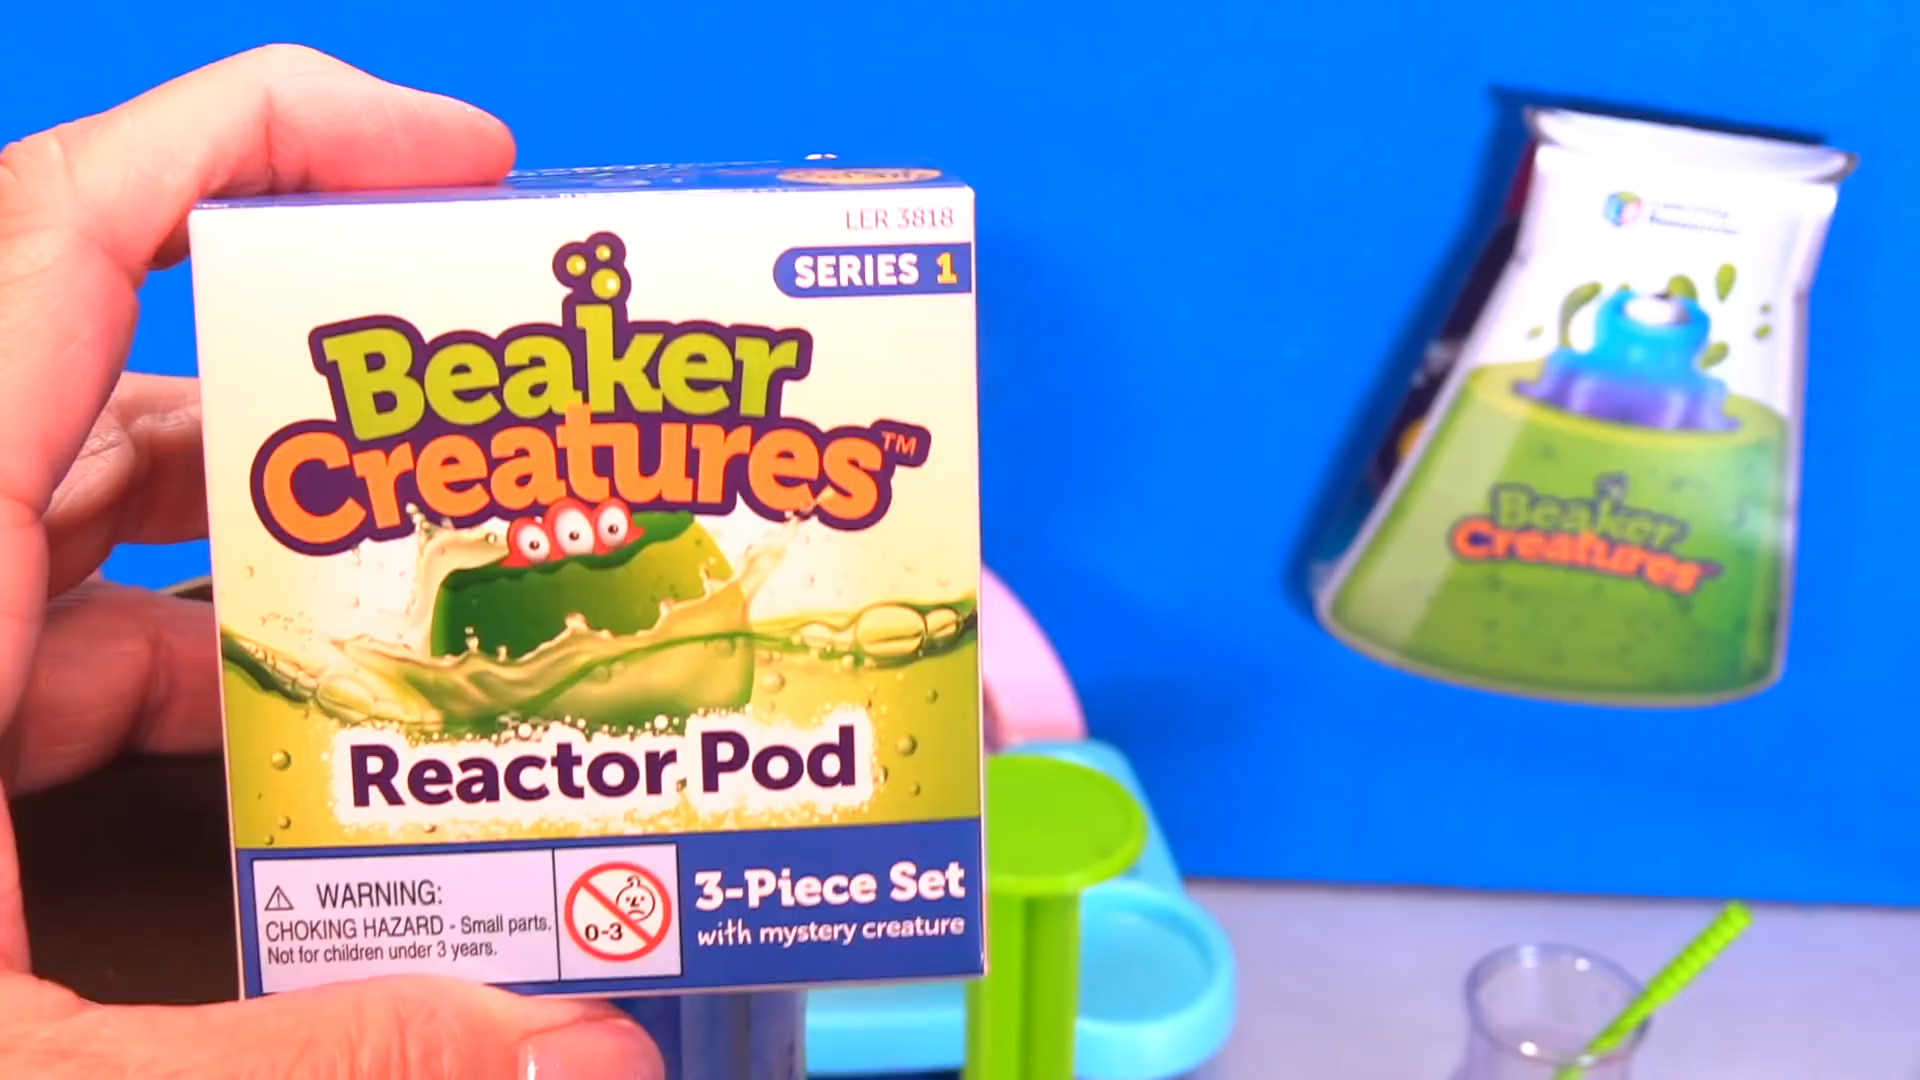 LER 3818
SERIES 1
Beaker
Creatures™
Reactor Pod
WARNING:
CHOKING HAZARD - Small parts.
Not for children under 3 years.
0-3
3-Piece Set
with mystery creature
Beaker
Creatures